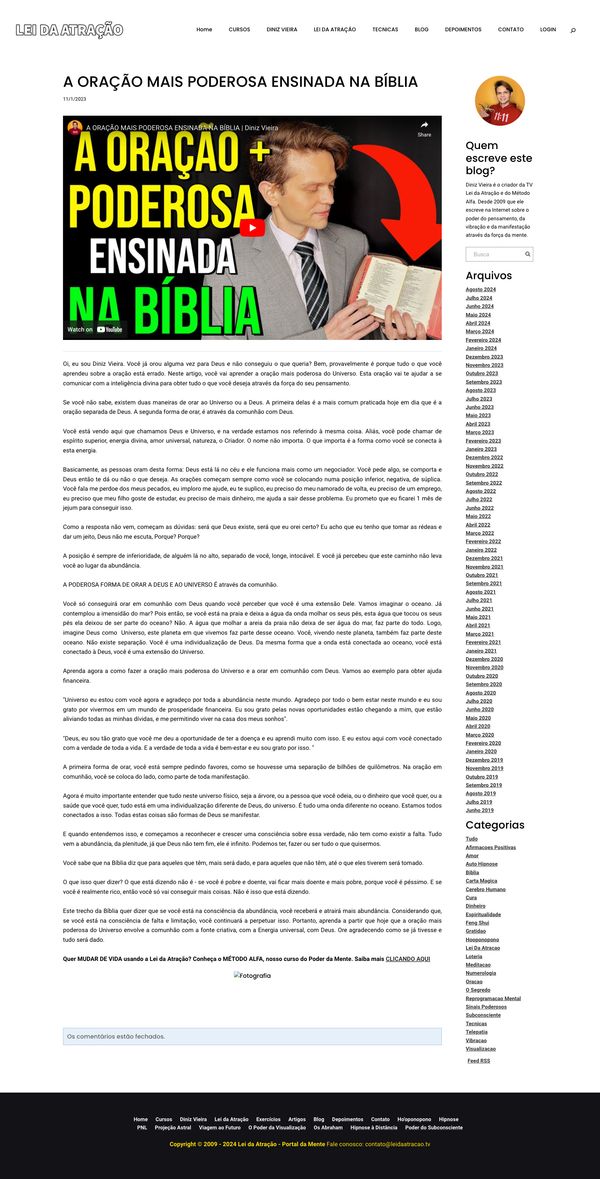 LEI DA ATRAÇÃO
Home CURSOS DINIZ VIEIRA LEI DA ATRAÇÃO TECNICAS BLOG DEPOIMENTOS CONTATO LOGIN
A ORAÇÃO MAIS PODEROSA ENSINADA NA BÍBLIA
11/1/2023
A ORAÇÃO MAIS PODEROSA ENSINADA NA BÍBLIA | Diniz Vieira
Share
A ORAÇÃO +
PODEROSA
ENSINADA
NA BÍBLIA
Watch on YouTube
Oi, eu sou Diniz Vieira. Você já orou alguma vez para Deus e não conseguiu o que queria? Bem, provavelmente é porque tudo o que você
aprendeu sobre a oração está errado. Neste artigo, você vai aprender a oração mais poderosa do Universo. Esta oração vai te ajudar a se
comunicar com a inteligência divina para obter tudo o que você deseja através da força do seu pensamento.
Se você não sabe, existem duas maneiras de orar ao Universo ou a Deus. A primeira delas é a mais comum praticada hoje em dia que é a
oração separada de Deus. A segunda forma de orar, é através da comunhão com Deus.
Você está vendo aqui que chamamos Deus e Universo, e na verdade estamos nos referindo à mesma coisa. Aliás, você pode chamar de
espírito superior, energia divina, amor universal, natureza, o Criador. O nome não importa. O que importa é a forma como você se conecta à
esta energia.
Basicamente, as pessoas oram desta forma: Deus está lá no céu e ele funciona mais como um negociador. Você pede algo, se comporta e
Deus então te dá ou não o que deseja. As orações começam sempre como você se colocando numa posição inferior, negativa, de súplica.
Você fala me perdoe dos meus pecados, eu imploro me ajude, eu te suplico, eu preciso do meu namorado de volta, eu preciso de um emprego,
eu preciso que meu filho goste de estudar, eu preciso de mais dinheiro, me ajuda a sair desse problema. Eu prometo que eu ficarei 1 mês de
jejum para conseguir isso.
Como a resposta não vem, começam as dúvidas: será que Deus existe, será que eu orei certo? Eu acho que eu tenho que tomar as rédeas e
dar um jeito, Deus não me escuta, Porque? Porque?
A posição é sempre de inferioridade, de alguém lá no alto, separado de você, longe, intocável. E você já percebeu que este caminho não leva
você ao lugar da abundância.
A PODEROSA FORMA DE ORAR A DEUS E AO UNIVERSO É através da comunhão.
Você só conseguirá orar em comunhão com Deus quando você perceber que você é uma extensão Dele. Vamos imaginar o oceano. Já
contemplou a imensidão do mar? Pois então, se você está na praia e deixa a água da onda molhar os seus pés, esta água que tocou os seus
pés ela deixou de ser parte do oceano? Não. A água que molhar a areia da praia não deixa de ser água do mar, faz parte do todo. Logo,
imagine Deus como Universo, este planeta em que vivemos faz parte desse oceano. Você, vivendo neste planeta, também faz parte deste
oceano. Não existe separação. Você é uma individualização de Deus. Da mesma forma que a onda está conectada ao oceano, você está
conectado à Deus, você é uma extensão do Universo.
Aprenda agora a como fazer a oração mais poderosa do Universo e a orar em comunhão com Deus. Vamos ao exemplo para obter ajuda
financeira.
"Universo eu estou com você agora e agradeço por toda a abundância neste mundo. Agradeço por todo o bem estar neste mundo e eu sou
grato por vivermos em um mundo de prosperidade financeira. Eu sou grato pelas novas oportunidades estão chegando a mim, que estão
aliviando todas as minhas dívidas, e me permitindo viver na casa dos meus sonhos".
"Deus, eu sou tão grato que você me deu a oportunidade de ter a doença e eu aprendi muito com isso. E eu estou aqui com você conectado
com a verdade de toda a vida. E a verdade de toda a vida é bem-estar e eu sou grato por isso. "
A primeira forma de orar, você está sempre pedindo favores, como se houvesse uma separação de bilhões de quilômetros. Na oração em
comunhão, você se coloca do lado, como parte de toda manifestação.
Agora é muito importante entender que tudo neste universo físico, seja a árvore, ou a pessoa que você odeia, ou o dinheiro que você quer, ou a
saúde que você quer, tudo está em uma individualização diferente de Deus, do universo. É tudo uma onda diferente no oceano. Estamos todos
conectados a isso. Todas estas coisas são formas de Deus se manifestar.
E quando entendemos isso, e começamos a reconhecer e crescer uma consciência sobre essa verdade, não tem como existir a falta. Tudo
vem a abundância, da plenitude, já que Deus não tem fim, ele é infinito. Podemos ter, fazer ou ser tudo o que quisermos.
Você sabe que na Bíblia diz que para aqueles que têm, mais será dado, e para aqueles que não têm, até o que eles tiverem será tomado.
O que isso quer dizer? O que está dizendo não é - se você é pobre e doente, vai ficar mais doente e mais pobre, porque você é péssimo. E se
você é realmente rico, então você só vai conseguir mais coisas. Não é isso que está dizendo.
Este trecho da Bíblia quer dizer que se você está na consciência da abundância, você receberá e atrairá mais abundância. Considerando que,
se você está na consciência de falta e limitação, você continuará a perpetuar isso. Portanto, aprenda a partir que hoje que a oração mais
poderosa do Universo envolve a comunhão com a fonte criativa, com a Energia universal, com Deus. Ore agradecendo como se já tivesse e
tudo será dado.
Quer MUDAR DE VIDA usando a Lei da Atração? Conheça o MÉTODO ALFA, nosso curso do Poder da Mente. Saiba mais CLICANDO AQUI
Fotografia
Os comentários estão fechados.
11:11
Quem
escreve este
blog?
Diniz Vieira é o criador da TV
Lei da Atração e do Método
Alfa. Desde 2009 que ele
escreve na Internet sobre o
poder do pensamento, da
vibração e da manifestação
através da força da mente.
Busca
Arquivos
Agosto 2024
Julho 2024
Junho 2024
Maio 2024
Abril 2024
Março 2024
Fevereiro 2024
Janeiro 2024
Dezembro 2023
Novembro 2023
Outubro 2023
Setembro 2023
Agosto 2023
Julho 2023
Junho 2023
Maio 2023
Abril 2023
Março 2023
Fevereiro 2023
Janeiro 2023
Dezembro 2022
Novembro 2022
Outubro 2022
Setembro 2022
Agosto 2022
Julho 2022
Junho 2022
Maio 2022
Abril 2022
Março 2022
Fevereiro 2022
Janeiro 2022
Dezembro 2021
Novembro 2021
Outubro 2021
Setembro 2021
Agosto 2021
Julho 2021
Junho 2021
Maio 2021
Abril 2021
Março 2021
Fevereiro 2021
Janeiro 2021
Dezembro 2020
Novembro 2020
Outubro 2020
Setembro 2020
Agosto 2020
Julho 2020
Junho 2020
Maio 2020
Abril 2020
Março 2020
Fevereiro 2020
Janeiro 2020
Dezembro 2019
Novembro 2019
Outubro 2019
Setembro 2019
Agosto 2019
Julho 2019
Junho 2019
Categorias
Tudo
Afirmacoes Positivas
Amor
Auto Hipnose
Bíblia
Carta Magica
Cerebro Humano
Cura
Dinheiro
Espiritualidade
Feng Shui
Gratidao
Hooponopono
Lei Da Atracao
Loteria
Meditacao
Numerologia
Oracao
O Segredo
Reprogramacao Mental
Sinais Poderosos
Subconsciente
Tecnicas
Telepatia
Vibracao
Visualizacao
Feed RSS
Home Cursos Diniz Vieira Lei da Atração Exercícios Artigos Blog Depoimentos Contato Ho'oponopono Hipnose
PNL Projeção Astral Viagem ao Futuro O Poder da Visualização Os Abraham Hipnose à Distância Poder do Subconsciente
Copyright © 2009 - 2024 Lei da Atração - Portal da Mente Fale conosco: contato@leidaatracao.tv